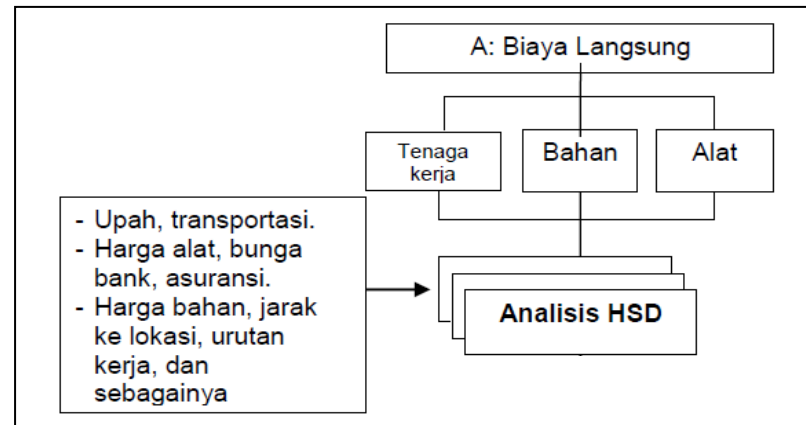 A: Biaya Langsung
Tenaga
kerja
Bahan
Alat
- Upah, transportasi.
- Harga alat, bunga
bank, asuransi.
- Harga bahan, jarak
ke lokasi, urutan
kerja, dan
sebagainya
Analisis HSD